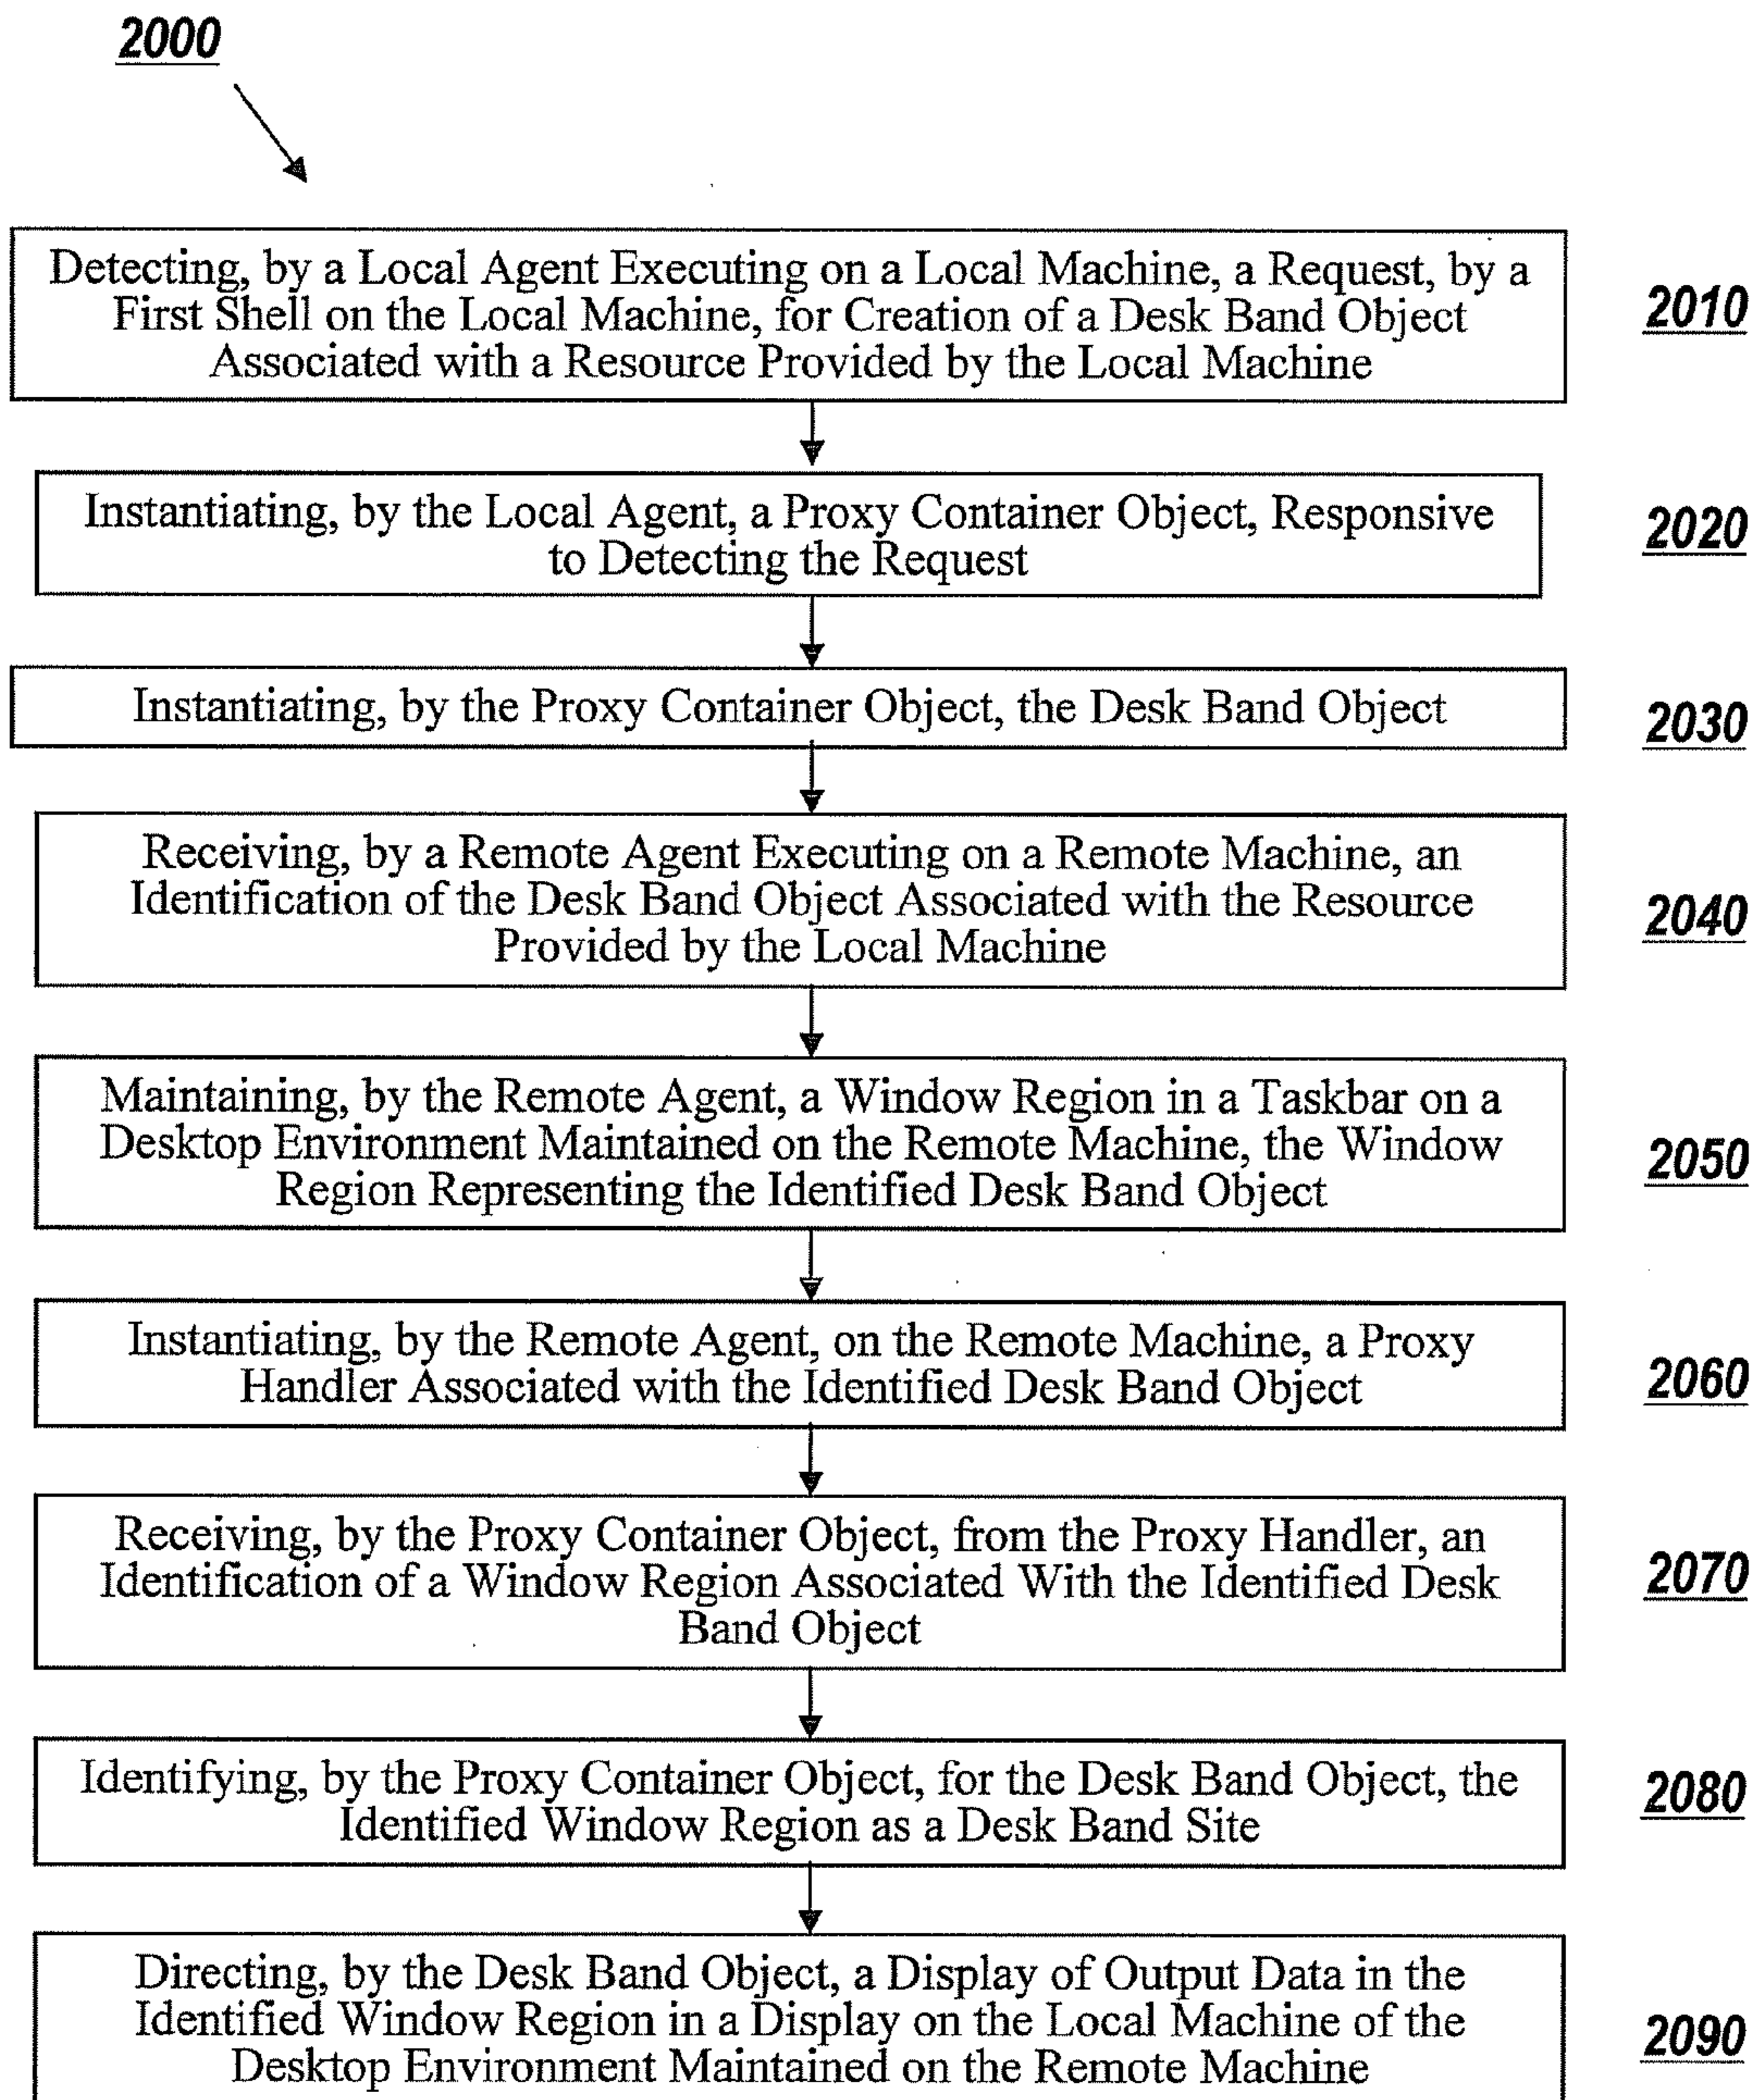 2000
Detecting, by a Local Agent Executing on a Local Machine, a Request, by a
First Shell on the Local Machine, for Creation of a Desk Band Object
Associated with a Resource Provided by the Local Machine
2010
Instantiating, by the Local Agent, a Proxy Container Object, Responsive
to Detecting the Request
2020
Instantiating, by the Proxy Container Object, the Desk Band Object
2030
Receiving, by a Remote Agent Executing on a Remote Machine, an
Identification of the Desk Band Object Associated with the Resource
Provided by the Local Machine
2040
Maintaining, by the Remote Agent, a Window Region in a Taskbar on a
Desktop Environment Maintained on the Remote Machine, the Window
Region Representing the Identified Desk Band Object
2050
Instantiating, by the Remote Agent, on the Remote Machine, a Proxy
Handler Associated with the Identified Desk Band Object
2060
Receiving, by the Proxy Container Object, from the Proxy Handler, an
Identification of a Window Region Associated With the Identified Desk
Band Object
2070
Identifying, by the Proxy Container Object, for the Desk Band Object, the
Identified Window Region as a Desk Band Site
2080
Directing, by the Desk Band Object, a Display of Output Data in the
Identified Window Region in a Display on the Local Machine of the
Desktop Environment Maintained on the Remote Machine
2090